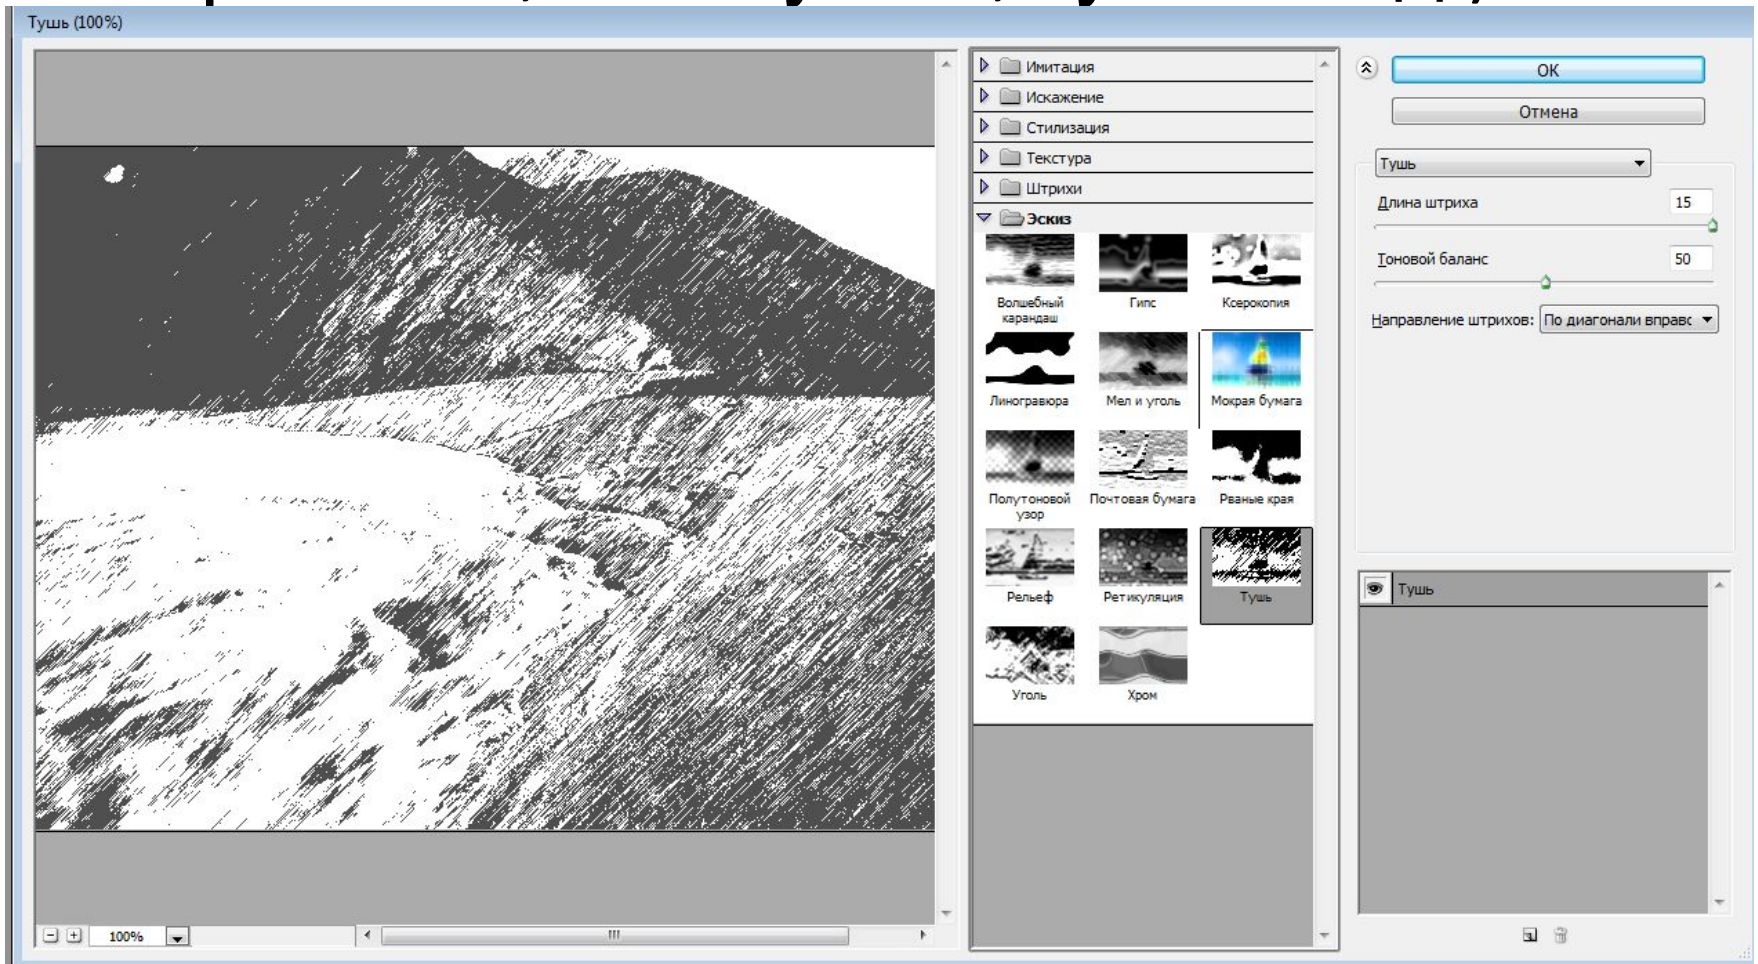 Тушь (100%)
100%
Имитация
Искажение
Стилизация
Текстура
Штрихи
Эскиз
Волшебный
карандаш
Гипс
Ксерокопия
Линогравюра
Мел и уголь
Мокрая бумага
Полутоновой
узор
Почтовая бумага
Рваные края
Рельеф
Ретикуляция
Тушь
Уголь
Хром
OK
Отмена
Тушь
Длина штриха 15
Тоновой баланс 50
Направление штрихов: По диагонали вправо
Тушь